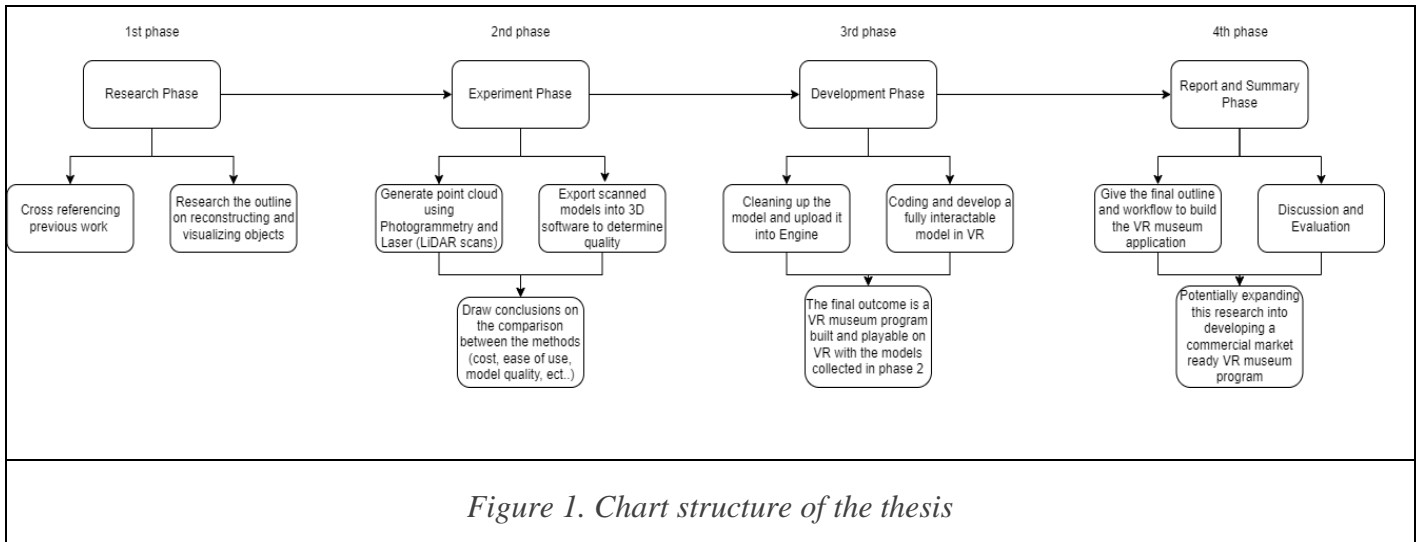 1st phase
2nd phase
3rd phase
4th phase
Research Phase
Experiment Phase
Development Phase
Report and Summary
Phase
Cross referencing
previous work
Research the outline
on reconstructing and
visualizing objects
Generate point cloud
using
Photogrammetry and
Laser (LiDAR scans)
Export scanned
models into 3D
software to determine
quality
Cleaning up the
model and upload it
into Engine
Coding and develop a
fully interactable
model in VR
Give the final outline
and workflow to build
the VR museum
application
Discussion and
Evaluation
Draw conclusions on
the comparison
between the methods
(cost, ease of use,
model quality, ect..)
The final outcome is a
VR museum program
built and playable on
VR with the models
collected in phase 2
Potentially expanding
this research into
developing a
commercial market
ready VR museum
program
Figure 1. Chart structure of the thesis